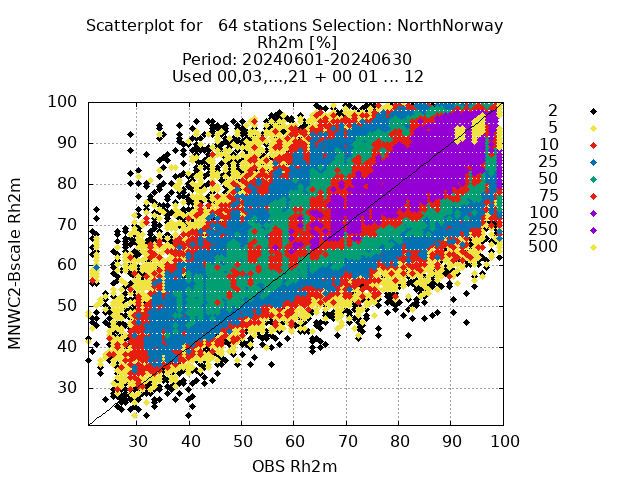 Scatterplot for   64 stations Selection: NorthNorway
Rh2m [%]
Period: 20240601-20240630
Used 00,03,...,21 + 00 01 ... 12
100
90
80
70
60
50
40
30
MNWC2-Bscale Rh2m
30 40 50 60 70 80 90 100
OBS Rh2m
2
5
10
25
50
75
100
250
500